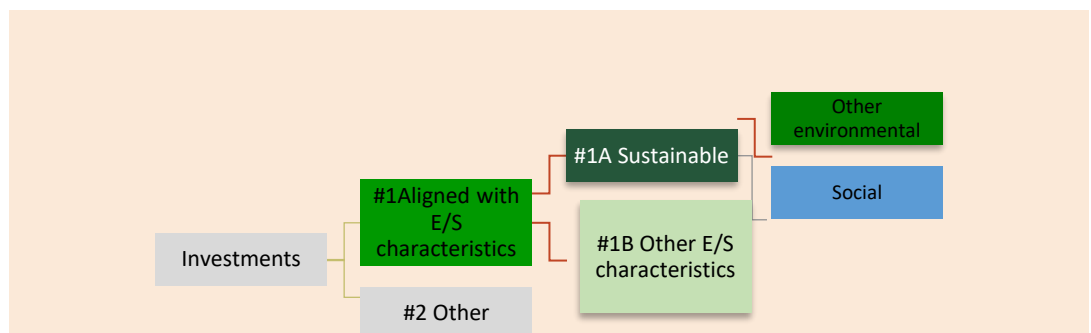 Other
environmental
#1A Sustainable
#1Aligned with
E/S
characteristics
Social
#1B Other E/S
characteristics
Investments
#2 Other